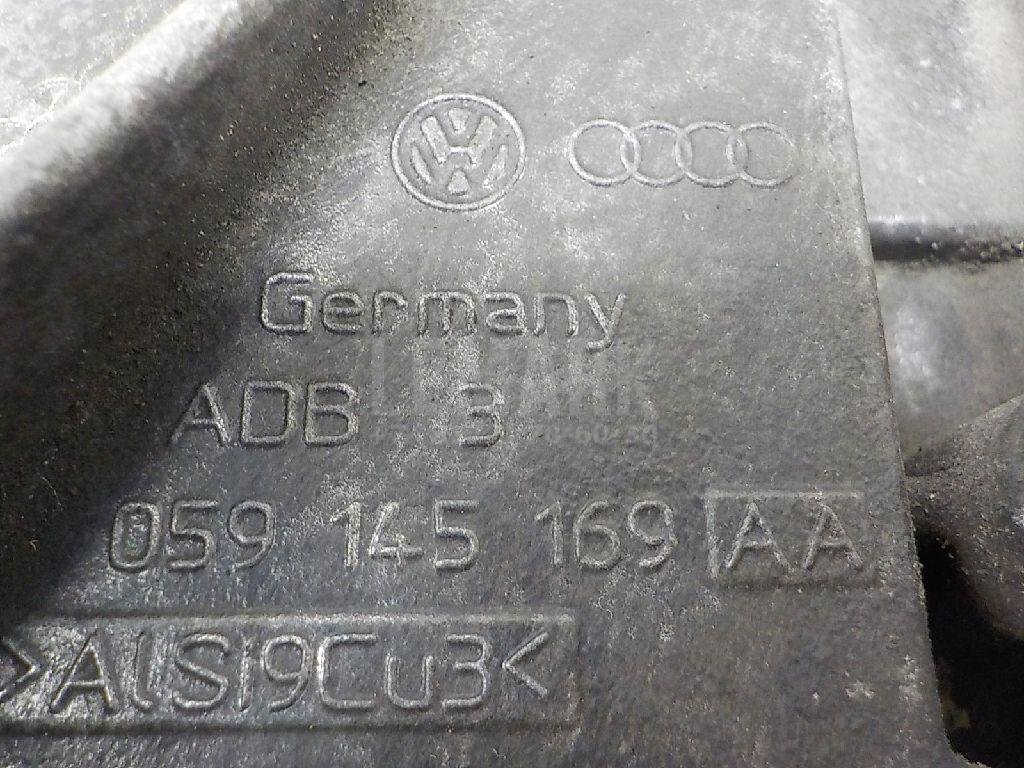 Germany
ADB 3
059 145 169 AA
>AlSi9Cu3<